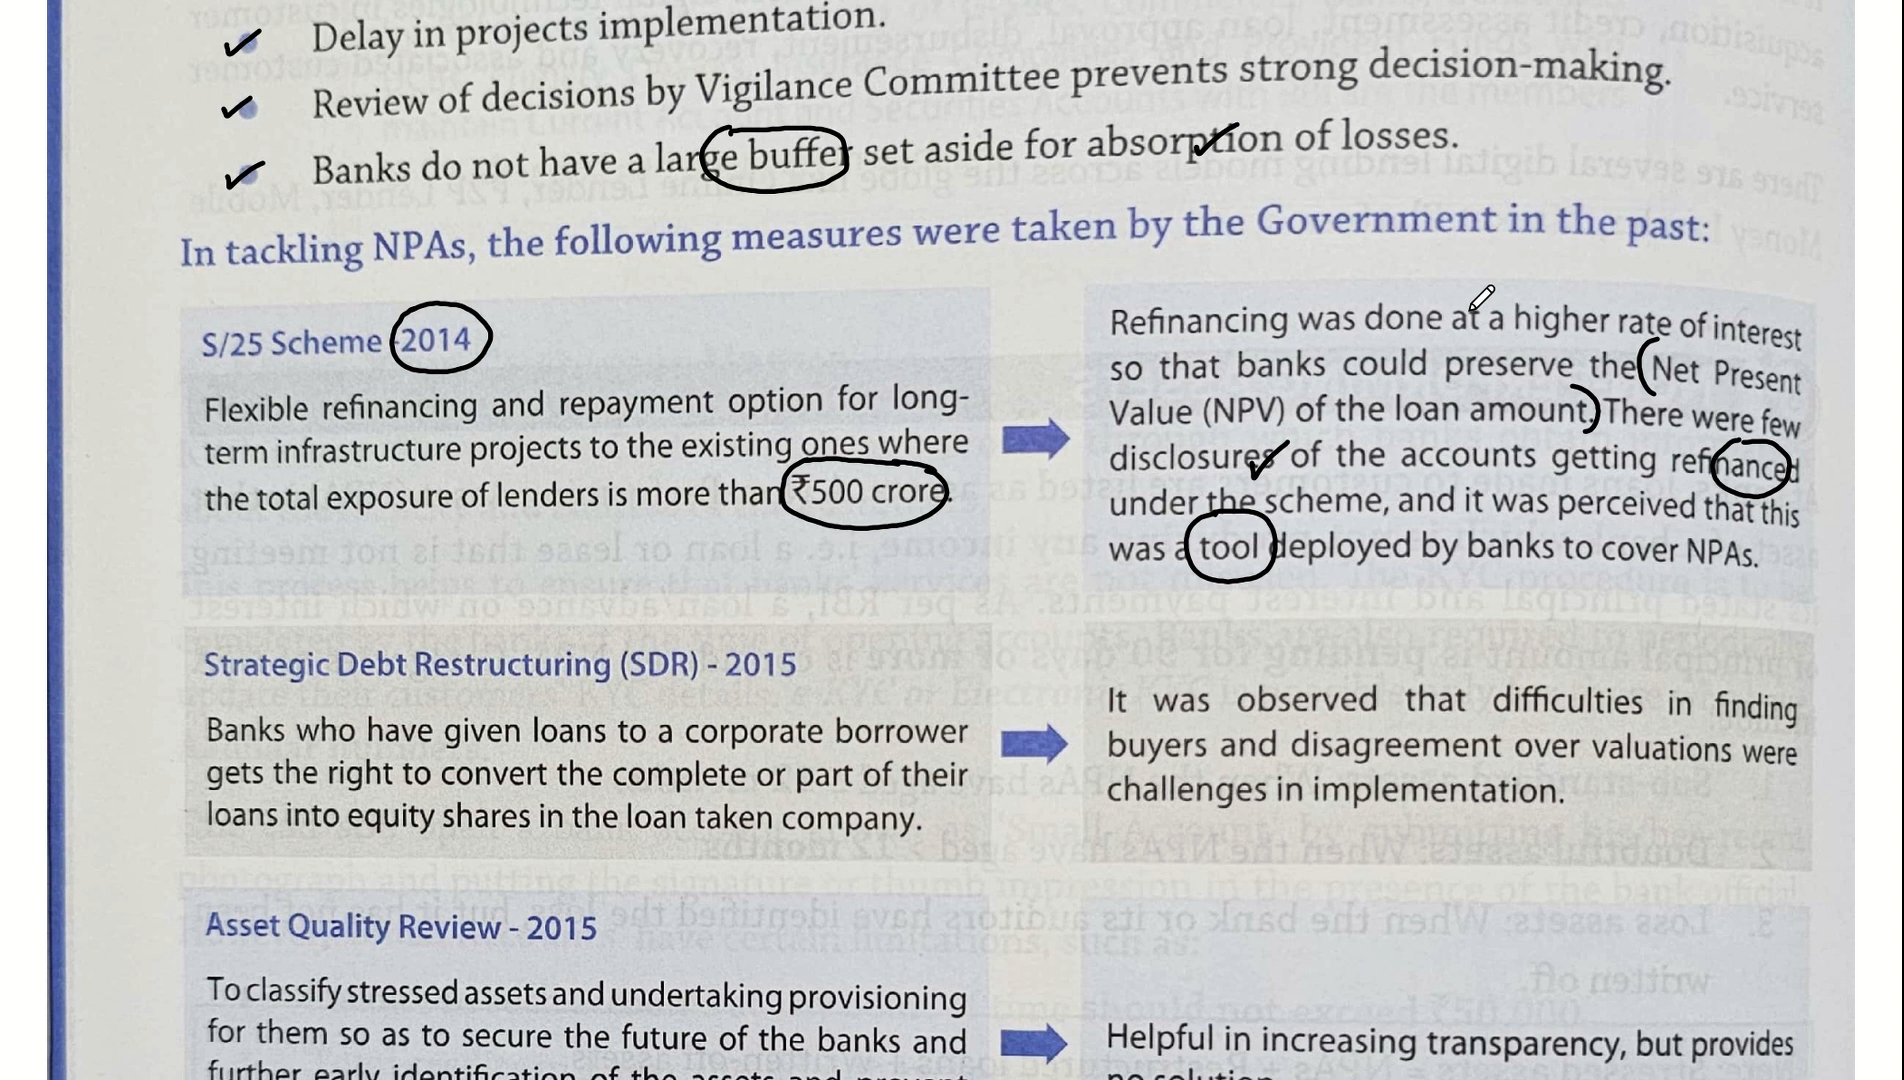 Delay in projects implementation.
Review of decisions by Vigilance Committee prevents strong decision-making.
Banks do not have a large buffer set aside for absorption of losses.
In tackling NPAs, the following measures were taken by the Government in the past:
S/25 Scheme -2014
Flexible refinancing and repayment option for long-
term infrastructure projects to the existing ones where
the total exposure of lenders is more than ₹500 crore.
Refinancing was done at a higher rate of interest
so that banks could preserve the Net Present
Value (NPV) of the loan amount. There were few
disclosures of the accounts getting refinanced
under the scheme, and it was perceived that this
was a tool deployed by banks to cover NPAs.
Strategic Debt Restructuring (SDR) - 2015
Banks who have given loans to a corporate borrower
gets the right to convert the complete or part of their
loans into equity shares in the loan taken company.
It was observed that difficulties in finding
buyers and disagreement over valuations were
challenges in implementation.
Asset Quality Review - 2015
To classify stressed assets and undertaking provisioning
for them so as to secure the future of the banks and
further early identification of the assets and prevent
Helpful in increasing transparency, but provides
no solution.